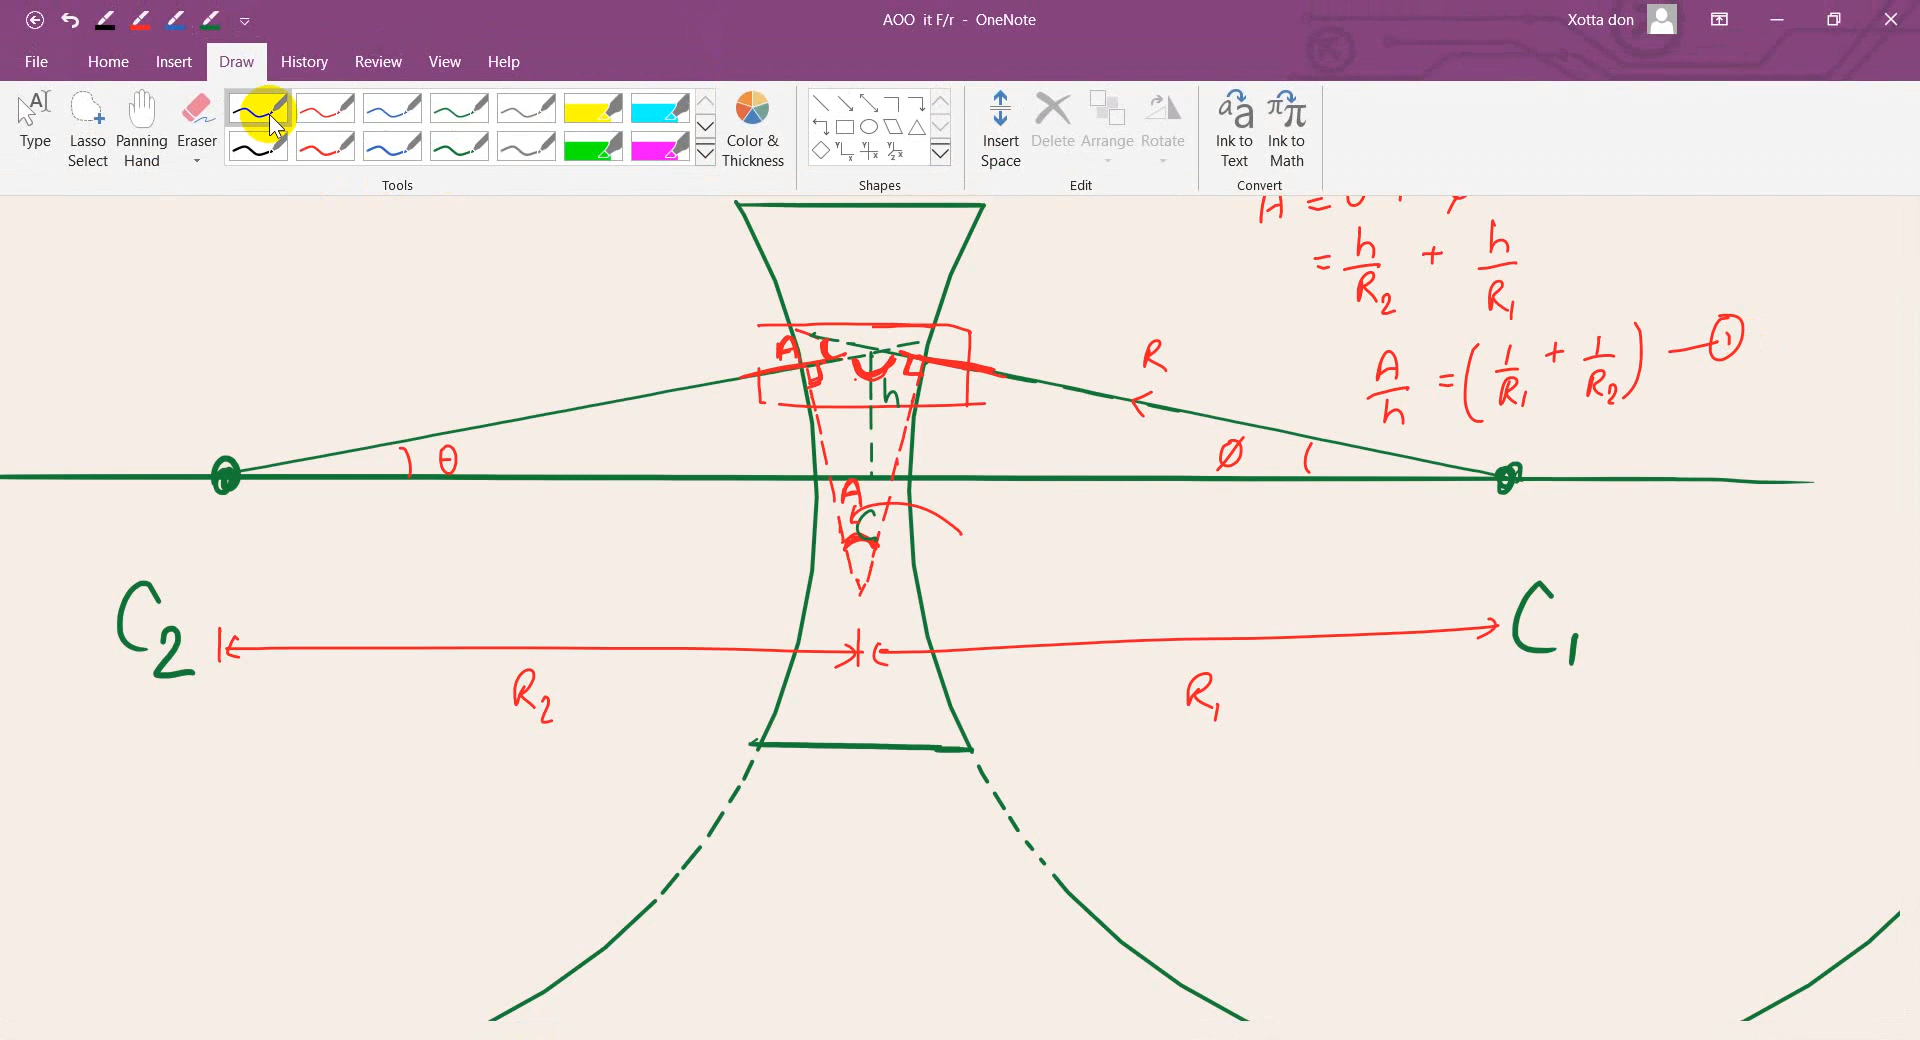 AOO it F/r - OneNote
Xotta don
File Home Insert Draw History Review View Help
Type
Lasso Select
Panning Hand
Eraser
Color & Thickness
Insert Space
Delete
Arrange
Rotate
Ink to Text
Ink to Math
Tools
Shapes
Edit
Convert
= h/R₂ + h/R₁
A/h = (1/R₁ + 1/R₂) — ①
A
h
R
θ
Ø
A
C
C₂
C₁
R₂
R₁